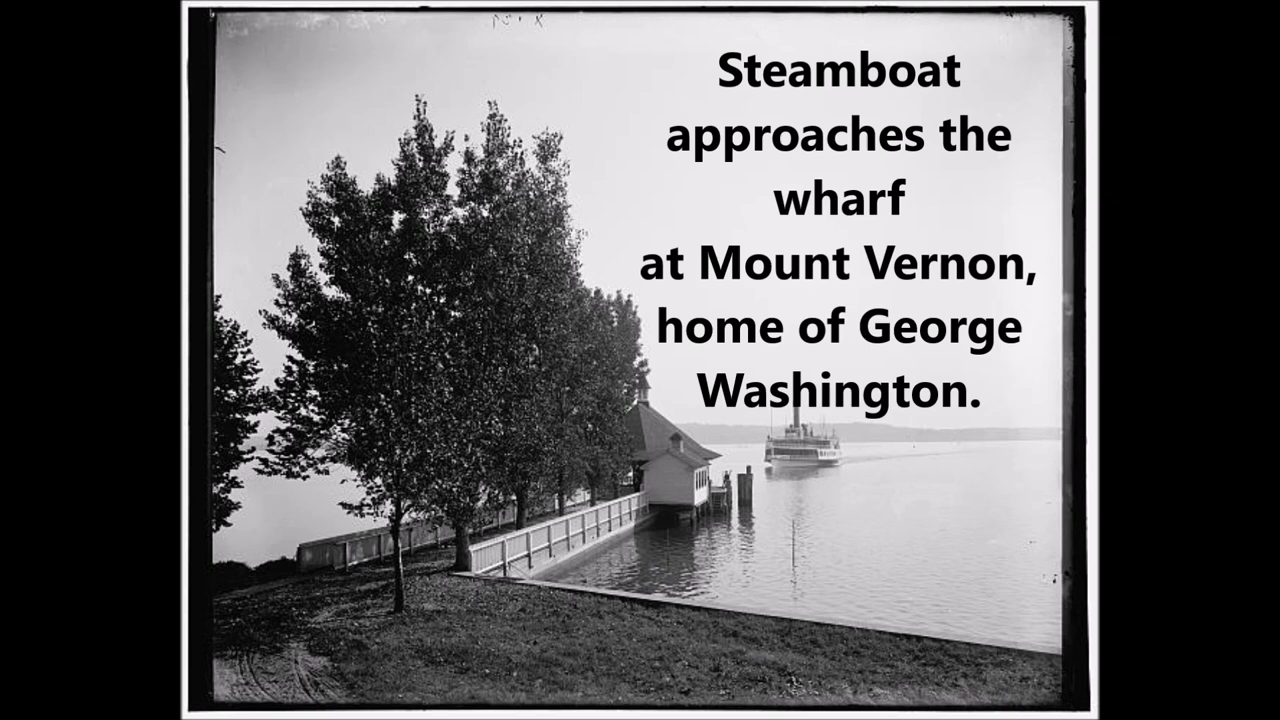 Steamboat
approaches the
wharf
at Mount Vernon,
home of George
Washington.